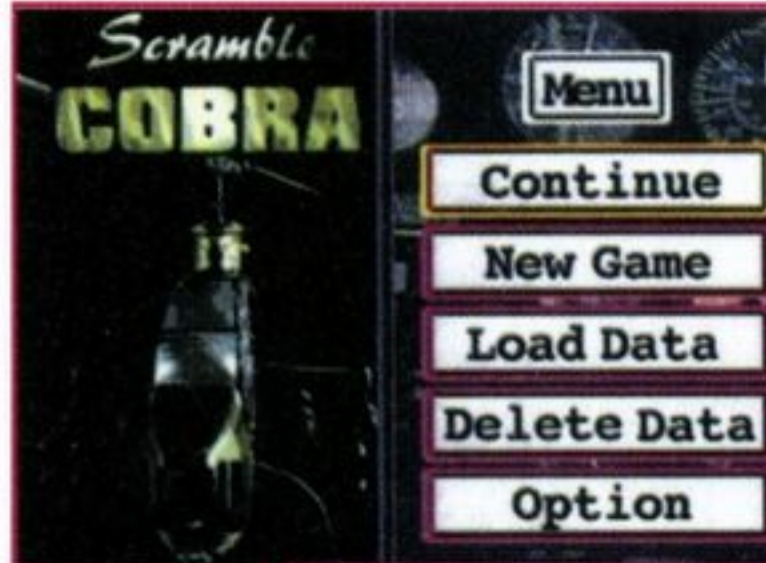 Scramble
COBRA
Menu
Continue
New Game
Load Data
Delete Data
Option